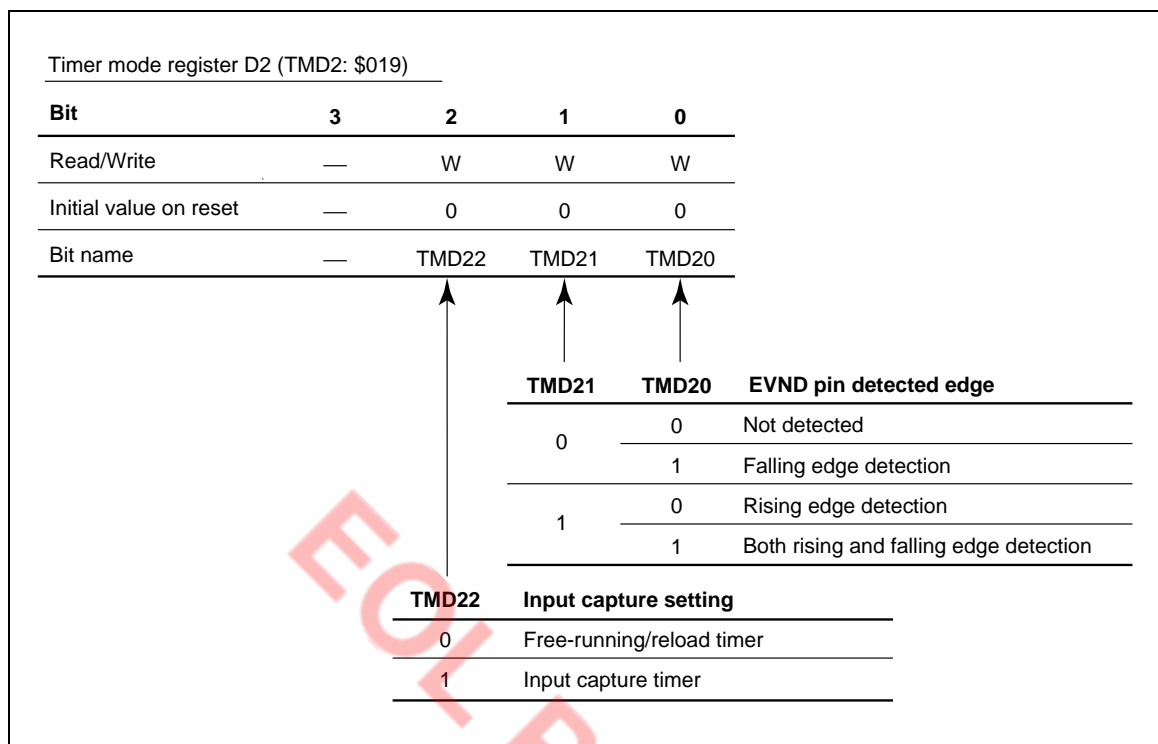 Timer mode register D2 (TMD2: $019)
Bit 3 2 1 0
Read/Write — W W W
Initial value on reset — 0 0 0
Bit name — TMD22 TMD21 TMD20
TMD21 TMD20 EVND pin detected edge
0 0 Not detected
1 Falling edge detection
1 0 Rising edge detection
1 Both rising and falling edge detection
TMD22 Input capture setting
0 Free-running/reload timer
1 Input capture timer
EOL